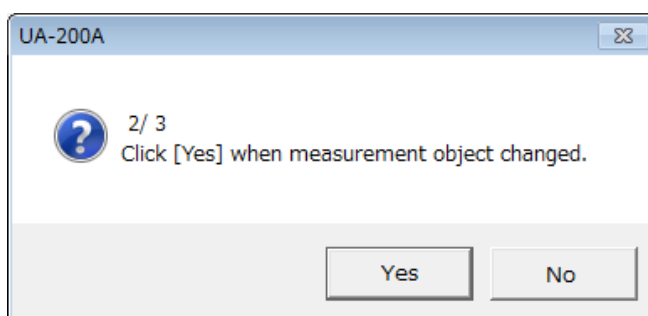 UA-200A
2/ 3
Click [Yes] when measurement object changed.
Yes
No